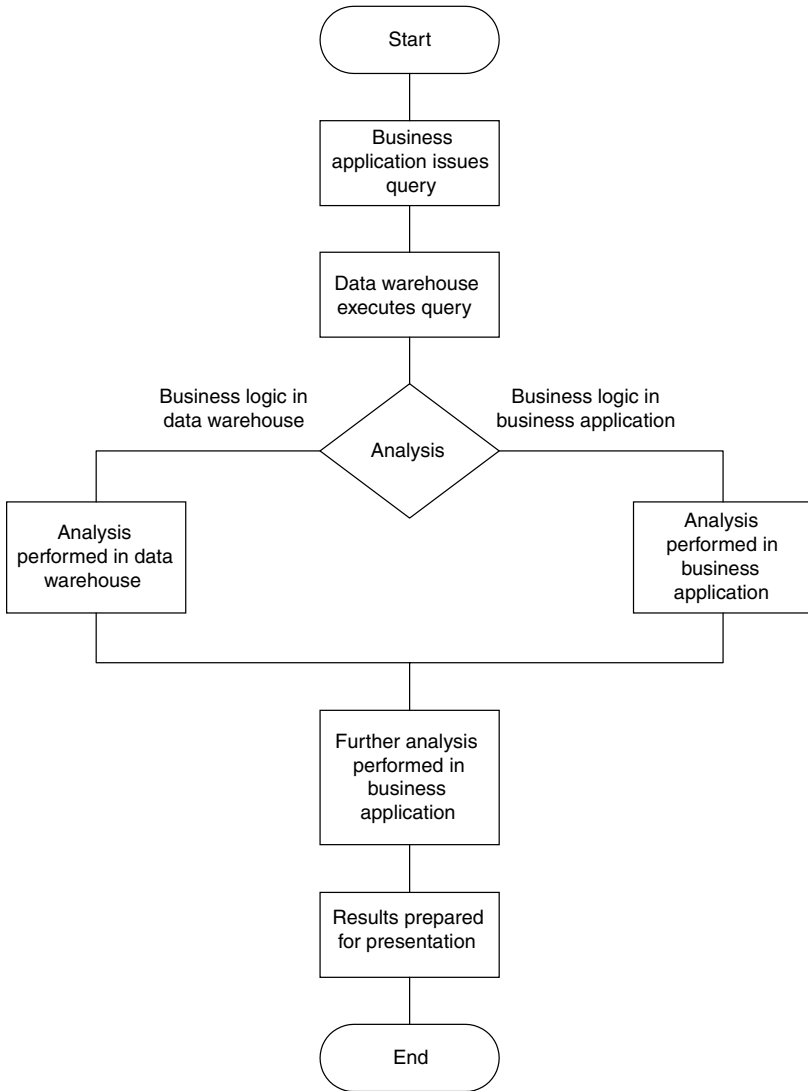 Start
Business
application issues
query
Data warehouse
executes query
Business logic in
data warehouse
Business logic in
business application
Analysis
Analysis
performed in data
warehouse
Analysis
performed in
business
application
Further analysis
performed in
business
application
Results prepared
for presentation
End